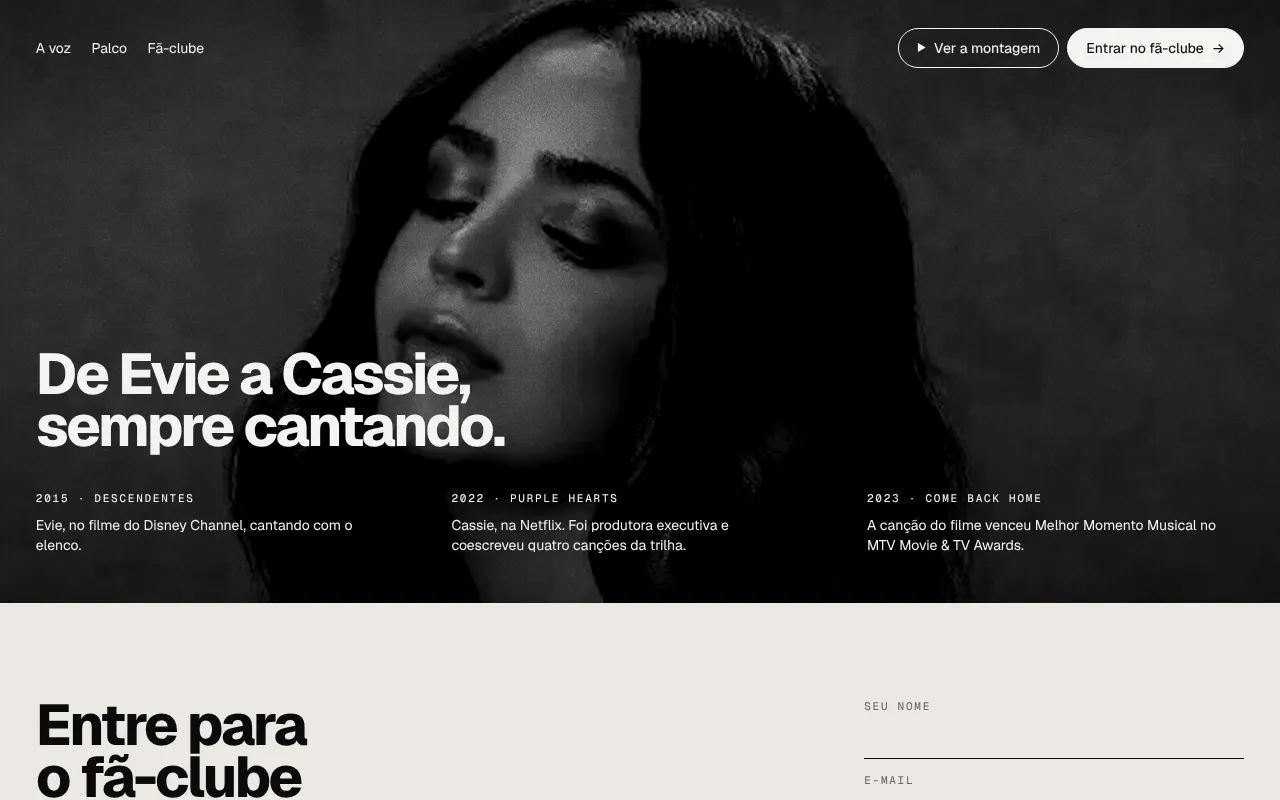 A voz Palco Fã-clube Ver a montagem Entrar no fã-clube →
De Evie a Cassie,
sempre cantando.
2015 · DESCENDENTES
Evie, no filme do Disney Channel, cantando com o
elenco.
2022 · PURPLE HEARTS
Cassie, na Netflix. Foi produtora executiva e
coescreveu quatro canções da trilha.
2023 · COME BACK HOME
A canção do filme venceu Melhor Momento Musical no
MTV Movie & TV Awards.
Entre para
o fã-clube
SEU NOME
E-MAIL